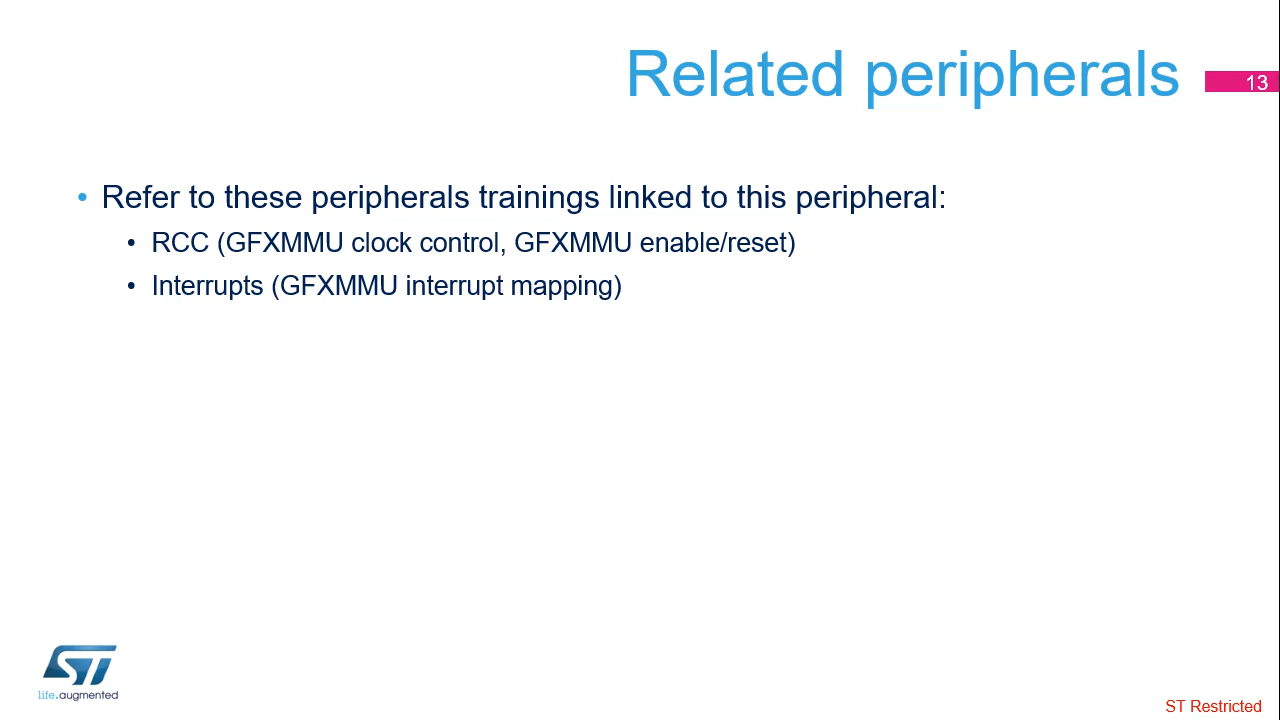 Related peripherals
13
• Refer to these peripherals trainings linked to this peripheral:
• RCC (GFXMMU clock control, GFXMMU enable/reset)
• Interrupts (GFXMMU interrupt mapping)
ST
life.augmented
ST Restricted